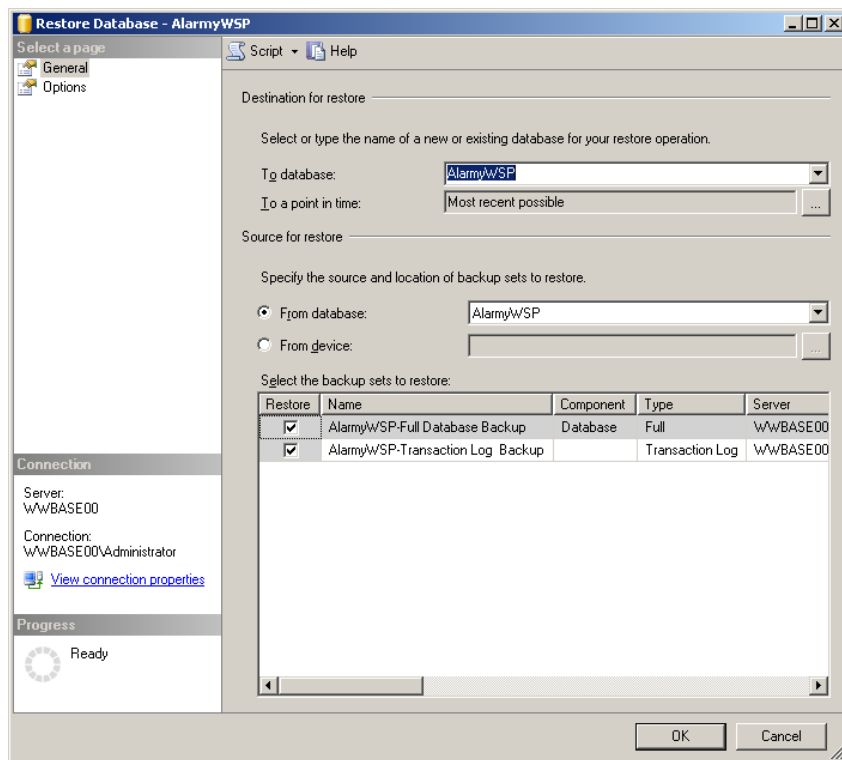 Restore Database - AlarmyWSP
Select a page
General
Options
Script
Help
Destination for restore
Select or type the name of a new or existing database for your restore operation.
To database: AlarmyWSP
To a point in time: Most recent possible ...
Source for restore
Specify the source and location of backup sets to restore.
From database: AlarmyWSP
From device: ...
Select the backup sets to restore:
Restore Name Component Type Server
AlarmyWSP-Full Database Backup Database Full WWBASE00
AlarmyWSP-Transaction Log Backup Transaction Log WWBASE00
Connection
Server:
WWBASE00
Connection:
WWBASE00\Administrator
View connection properties
Progress
Ready
OK Cancel